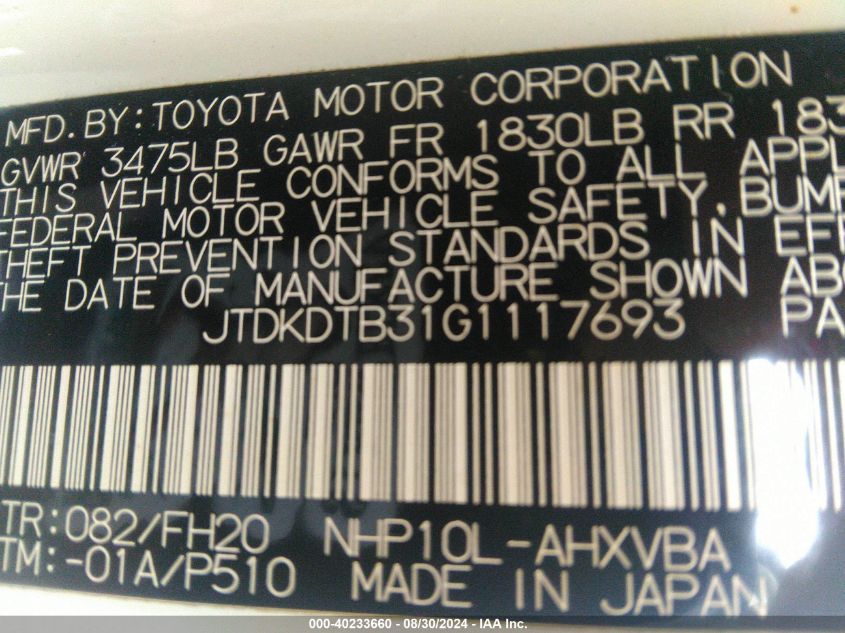 MFD.BY:TOYOTA MOTOR CORPORATION
GVWR 3475LB GAWR FR 1830LB RR 183
THIS VEHICLE CONFORMS TO ALL APPL
FEDERAL MOTOR VEHICLE SAFETY, BUMP
THEFT PREVENTION STANDARDS IN EFF
THE DATE OF MANUFACTURE SHOWN ABO
JTDKDTB31G1117693 PA
TR:082/FH20 NHP10L-AHXVBA
TM:-01A/P510 MADE IN JAPAN
000-40233660 - 08/30/2024 - IAA Inc.